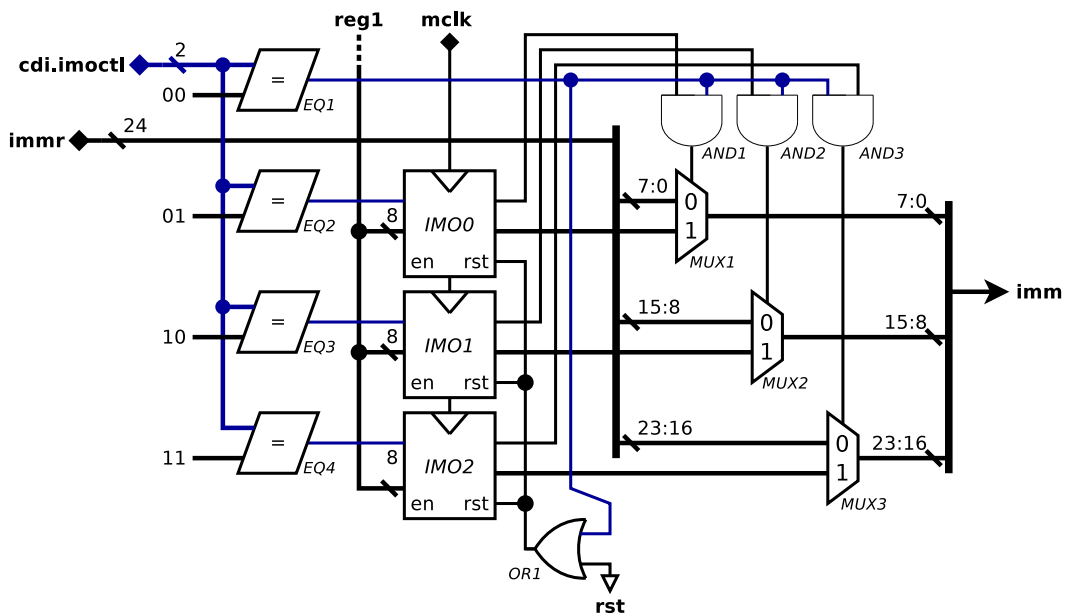 reg1 mclk
cdi.imoctl 2 = EQ1
00
immr 24
AND1 AND2 AND3
= EQ2
01
8 IMO0 en rst
7:0 0 1 MUX1 7:0
= EQ3
10
8 IMO1 en rst
15:8 0 1 MUX2 15:8
imm
= EQ4
11
8 IMO2 en rst
23:16 0 1 MUX3 23:16
OR1
rst